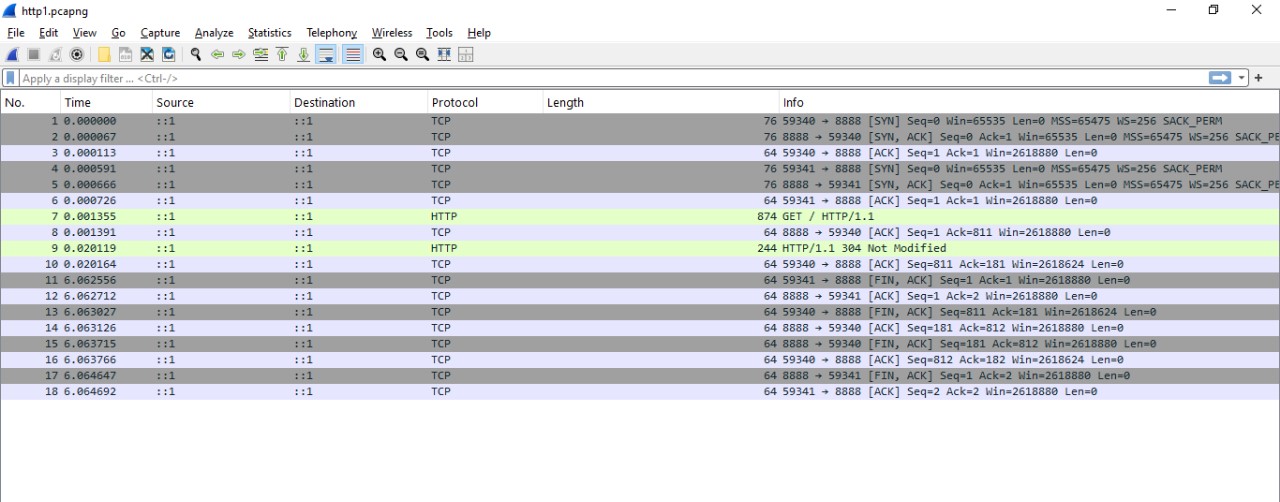 http1.pcapng
File Edit View Go Capture Analyze Statistics Telephony Wireless Tools Help
Apply a display filter ... <Ctrl-/>
No. Time Source Destination Protocol Length Info
1 0.000000 ::1 ::1 TCP 76 59340 → 8888 [SYN] Seq=0 Win=65535 Len=0 MSS=65475 WS=256 SACK_PERM
2 0.000067 ::1 ::1 TCP 76 8888 → 59340 [SYN, ACK] Seq=0 Ack=1 Win=65535 Len=0 MSS=65475 WS=256 SACK_PE
3 0.000113 ::1 ::1 TCP 64 59340 → 8888 [ACK] Seq=1 Ack=1 Win=2618880 Len=0
4 0.000591 ::1 ::1 TCP 76 59341 → 8888 [SYN] Seq=0 Win=65535 Len=0 MSS=65475 WS=256 SACK_PERM
5 0.000666 ::1 ::1 TCP 76 8888 → 59341 [SYN, ACK] Seq=0 Ack=1 Win=65535 Len=0 MSS=65475 WS=256 SACK_PE
6 0.000726 ::1 ::1 TCP 64 59341 → 8888 [ACK] Seq=1 Ack=1 Win=2618880 Len=0
7 0.001355 ::1 ::1 HTTP 874 GET / HTTP/1.1
8 0.001391 ::1 ::1 TCP 64 8888 → 59340 [ACK] Seq=1 Ack=811 Win=2618880 Len=0
9 0.020119 ::1 ::1 HTTP 244 HTTP/1.1 304 Not Modified
10 0.020164 ::1 ::1 TCP 64 59340 → 8888 [ACK] Seq=811 Ack=181 Win=2618624 Len=0
11 6.062556 ::1 ::1 TCP 64 59341 → 8888 [FIN, ACK] Seq=1 Ack=1 Win=2618880 Len=0
12 6.062712 ::1 ::1 TCP 64 8888 → 59341 [ACK] Seq=1 Ack=2 Win=2618880 Len=0
13 6.063027 ::1 ::1 TCP 64 59340 → 8888 [FIN, ACK] Seq=811 Ack=181 Win=2618624 Len=0
14 6.063126 ::1 ::1 TCP 64 8888 → 59340 [ACK] Seq=181 Ack=812 Win=2618880 Len=0
15 6.063715 ::1 ::1 TCP 64 8888 → 59340 [FIN, ACK] Seq=181 Ack=812 Win=2618880 Len=0
16 6.063766 ::1 ::1 TCP 64 59340 → 8888 [ACK] Seq=812 Ack=182 Win=2618624 Len=0
17 6.064647 ::1 ::1 TCP 64 8888 → 59341 [FIN, ACK] Seq=1 Ack=2 Win=2618880 Len=0
18 6.064692 ::1 ::1 TCP 64 59341 → 8888 [ACK] Seq=2 Ack=2 Win=2618880 Len=0